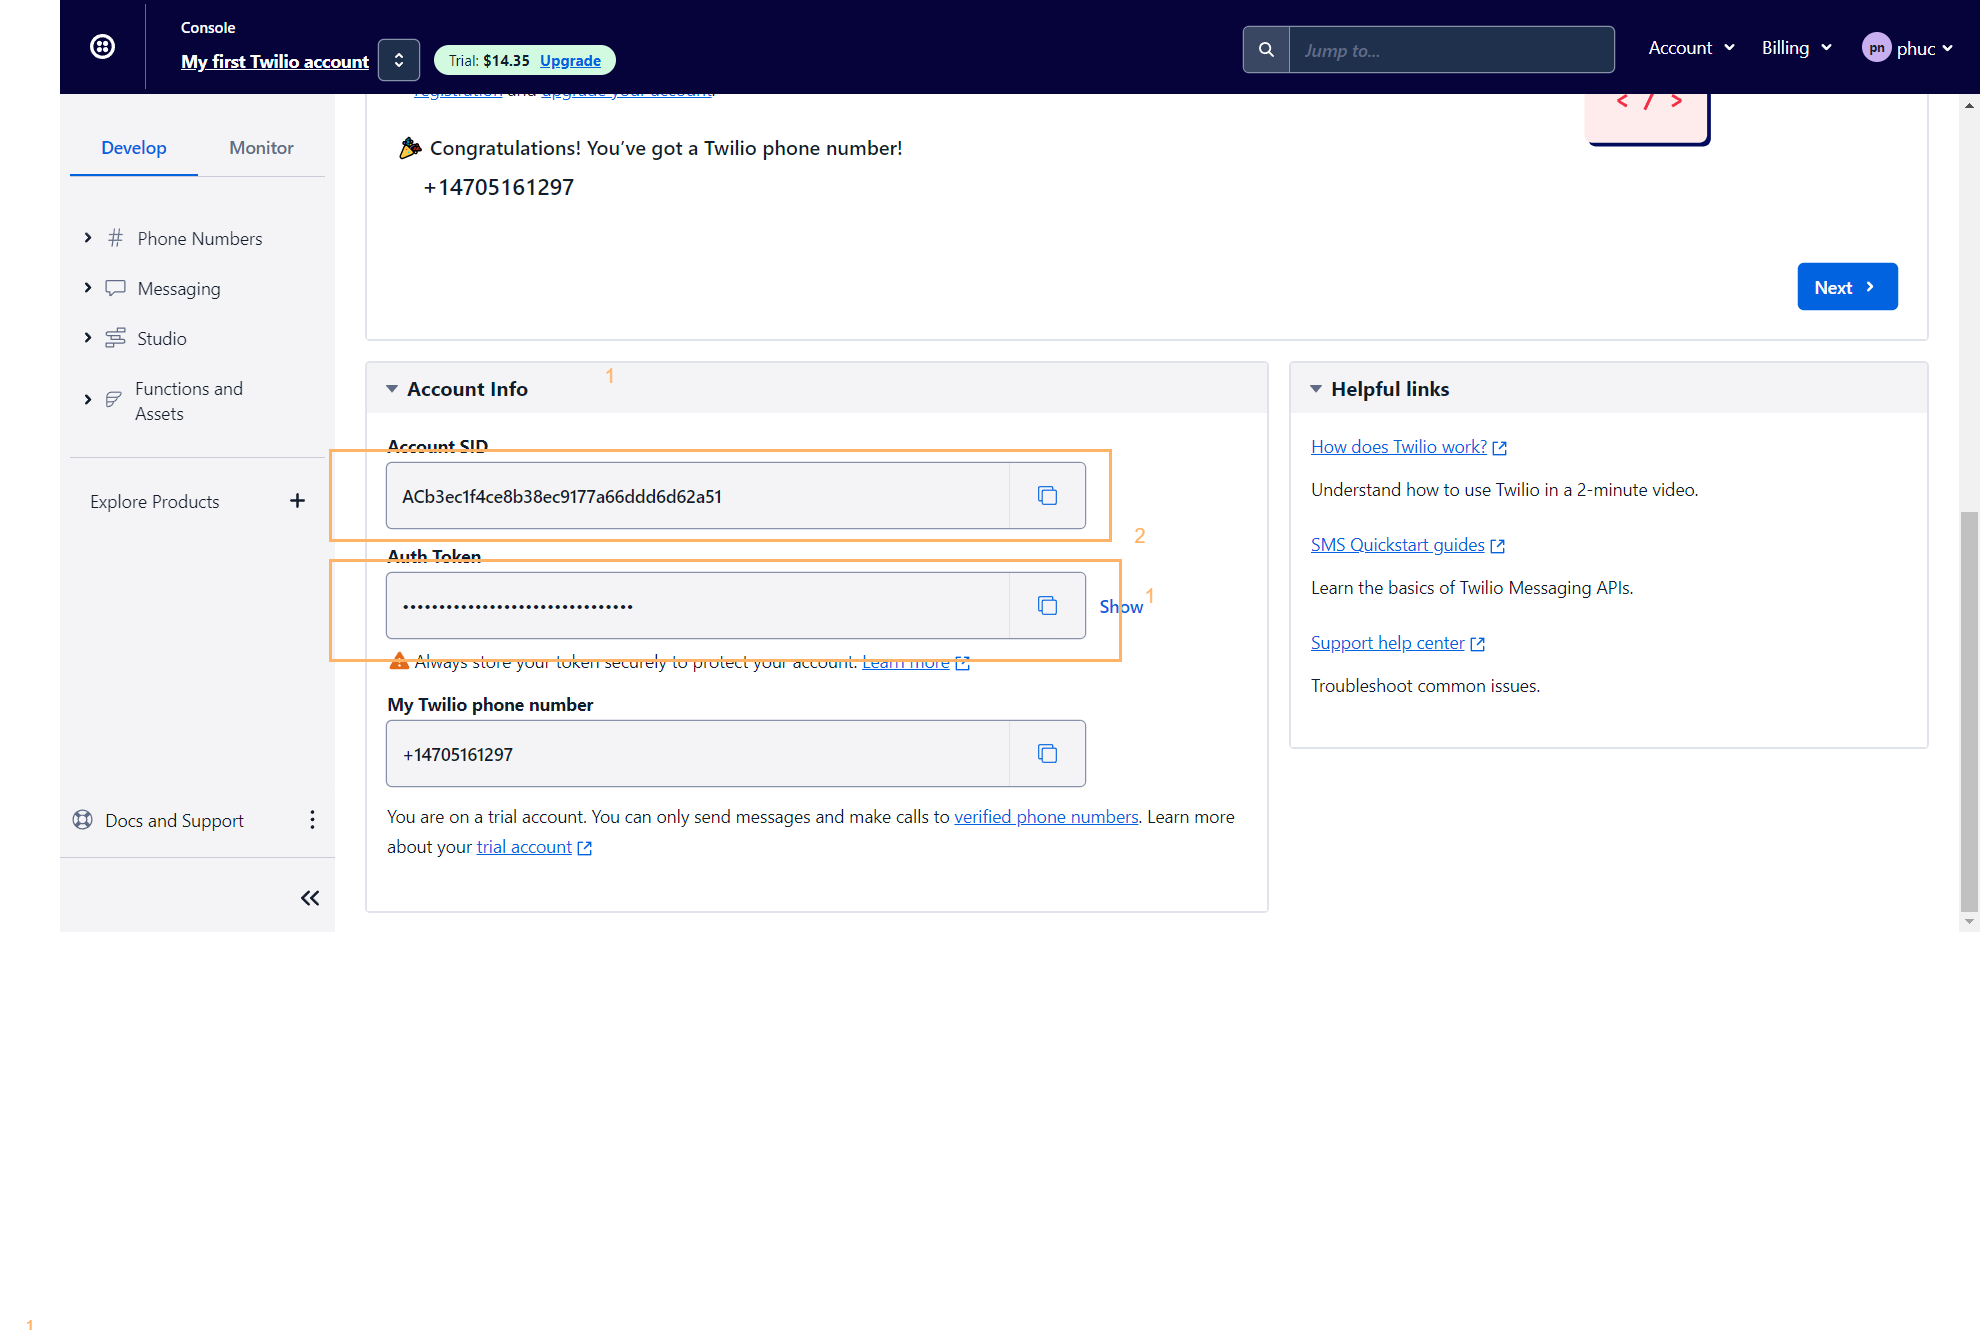 Console
My first Twilio account
Trial: $14.35 Upgrade
Jump to...
Account
Billing
pn phuc
registration and upgrade your account.
Develop
Monitor
Congratulations! You've got a Twilio phone number!
+14705161297
</>
Phone Numbers
Messaging
Studio
Functions and
Assets
Explore Products
Docs and Support
Next
Account Info
1
Account SID
ACb3ec1f4ce8b38ec9177a66ddd6d62a51
2
Auth Token
••••••••••••••••••••••••••••••••
Show
1
Always store your token securely to protect your account. Learn more
My Twilio phone number
+14705161297
You are on a trial account. You can only send messages and make calls to verified phone numbers. Learn more
about your trial account
Helpful links
How does Twilio work?
Understand how to use Twilio in a 2-minute video.
SMS Quickstart guides
Learn the basics of Twilio Messaging APIs.
Support help center
Troubleshoot common issues.
1